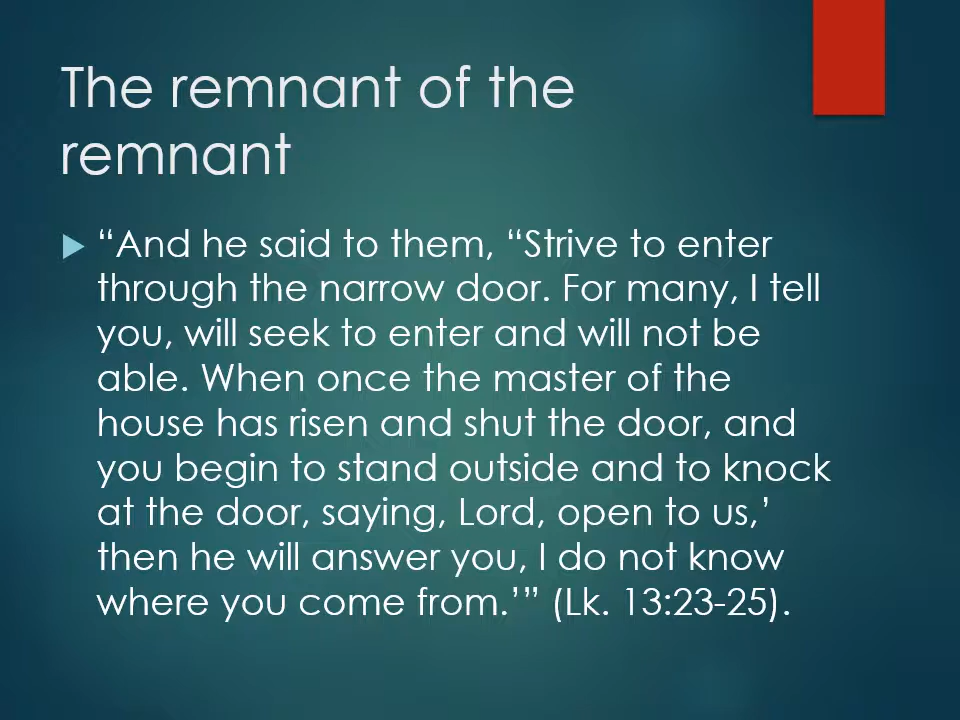 The remnant of the
remnant
“And he said to them, “Strive to enter
through the narrow door. For many, I tell
you, will seek to enter and will not be
able. When once the master of the
house has risen and shut the door, and
you begin to stand outside and to knock
at the door, saying, Lord, open to us,’
then he will answer you, I do not know
where you come from.’” (Lk. 13:23-25).